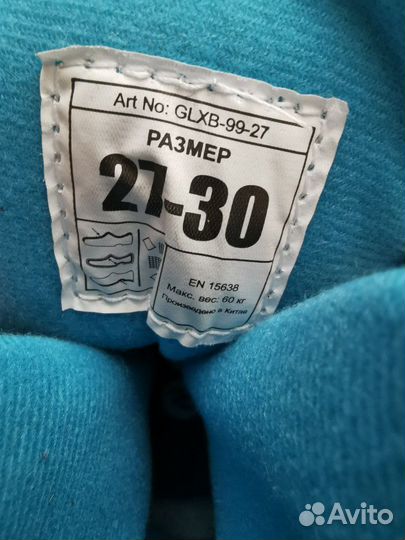 Art No: GLXB-99-27
РАЗМЕР
27-30
EN 15638
Макс. вес: 60 кг
Произведено в Китае
Avito